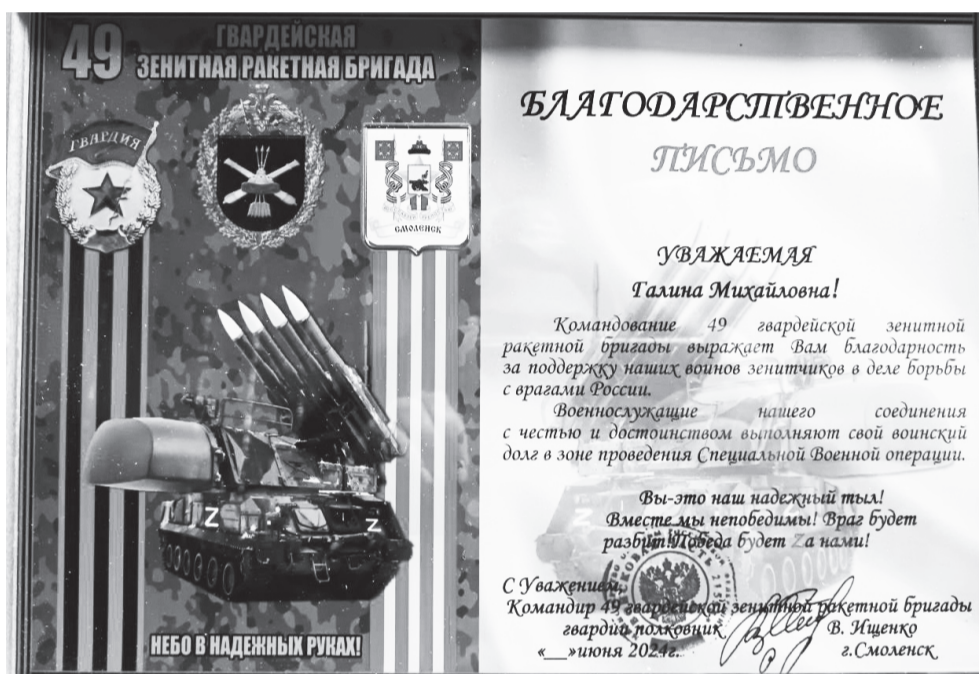 49
ГВАРДЕЙСКАЯ
ЗЕНИТНАЯ РАКЕТНАЯ БРИГАДА
ГВАРДИЯ
СМОЛЕНСК
Z
Z
НЕБО В НАДЕЖНЫХ РУКАХ!
БЛАГОДАРСТВЕННОЕ
ПИСЬМО
УВАЖАЕМАЯ
Галина Михайловна!
Командование 49 гвардейской зенитной
ракетной бригады выражает Вам благодарность
за поддержку наших воинов зенитчиков в деле борьбы
с врагами России.
Военнослужащие нашего соединения
с честью и достоинством выполняют свой воинский
долг в зоне проведения Специальной Военной операции.
Вы-это наш надежный тыл!
Вместе мы непобедимы! Враг будет
разбит!Победа будет Zа нами!
С Уважением,
Командир 49 гвардейской зенитной ракетной бригады
гвардии полковник В. Ищенко
«__»июня 2024г. г.Смоленск